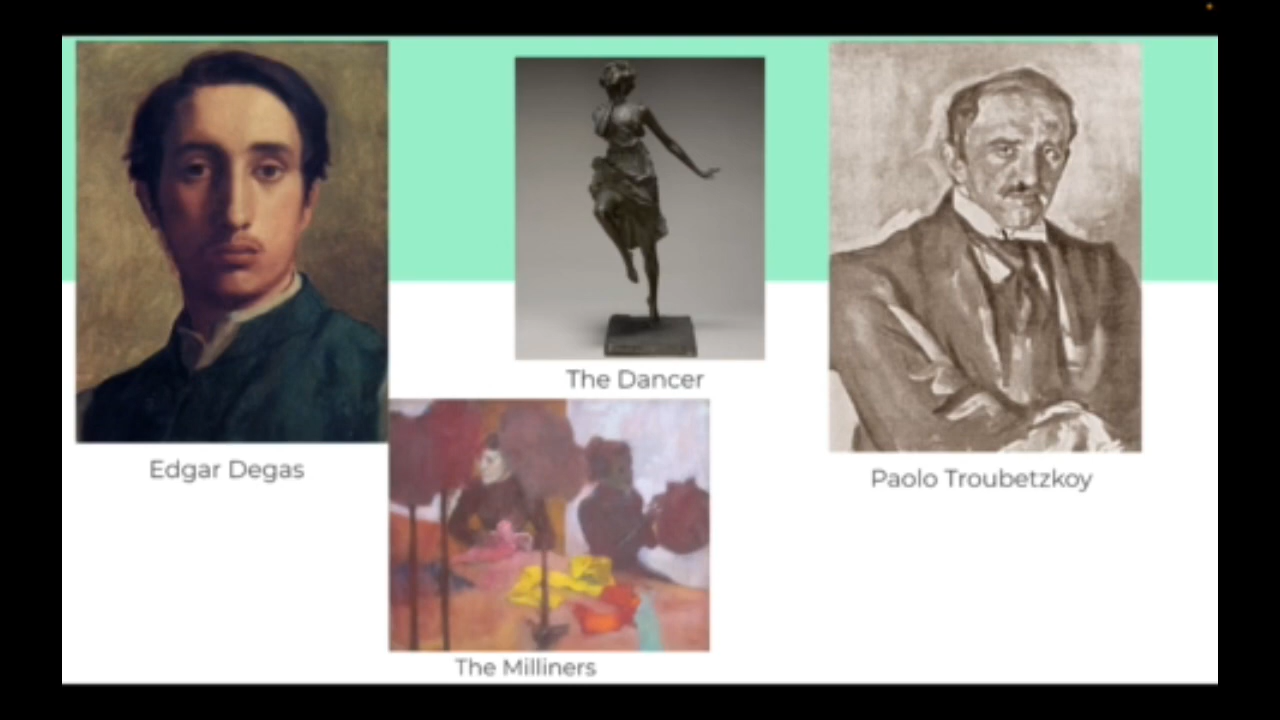 The Dancer
Edgar Degas
Paolo Troubetzkoy
The Milliners